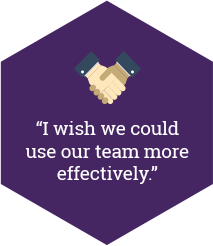 “I wish we could
use our team more
effectively.”